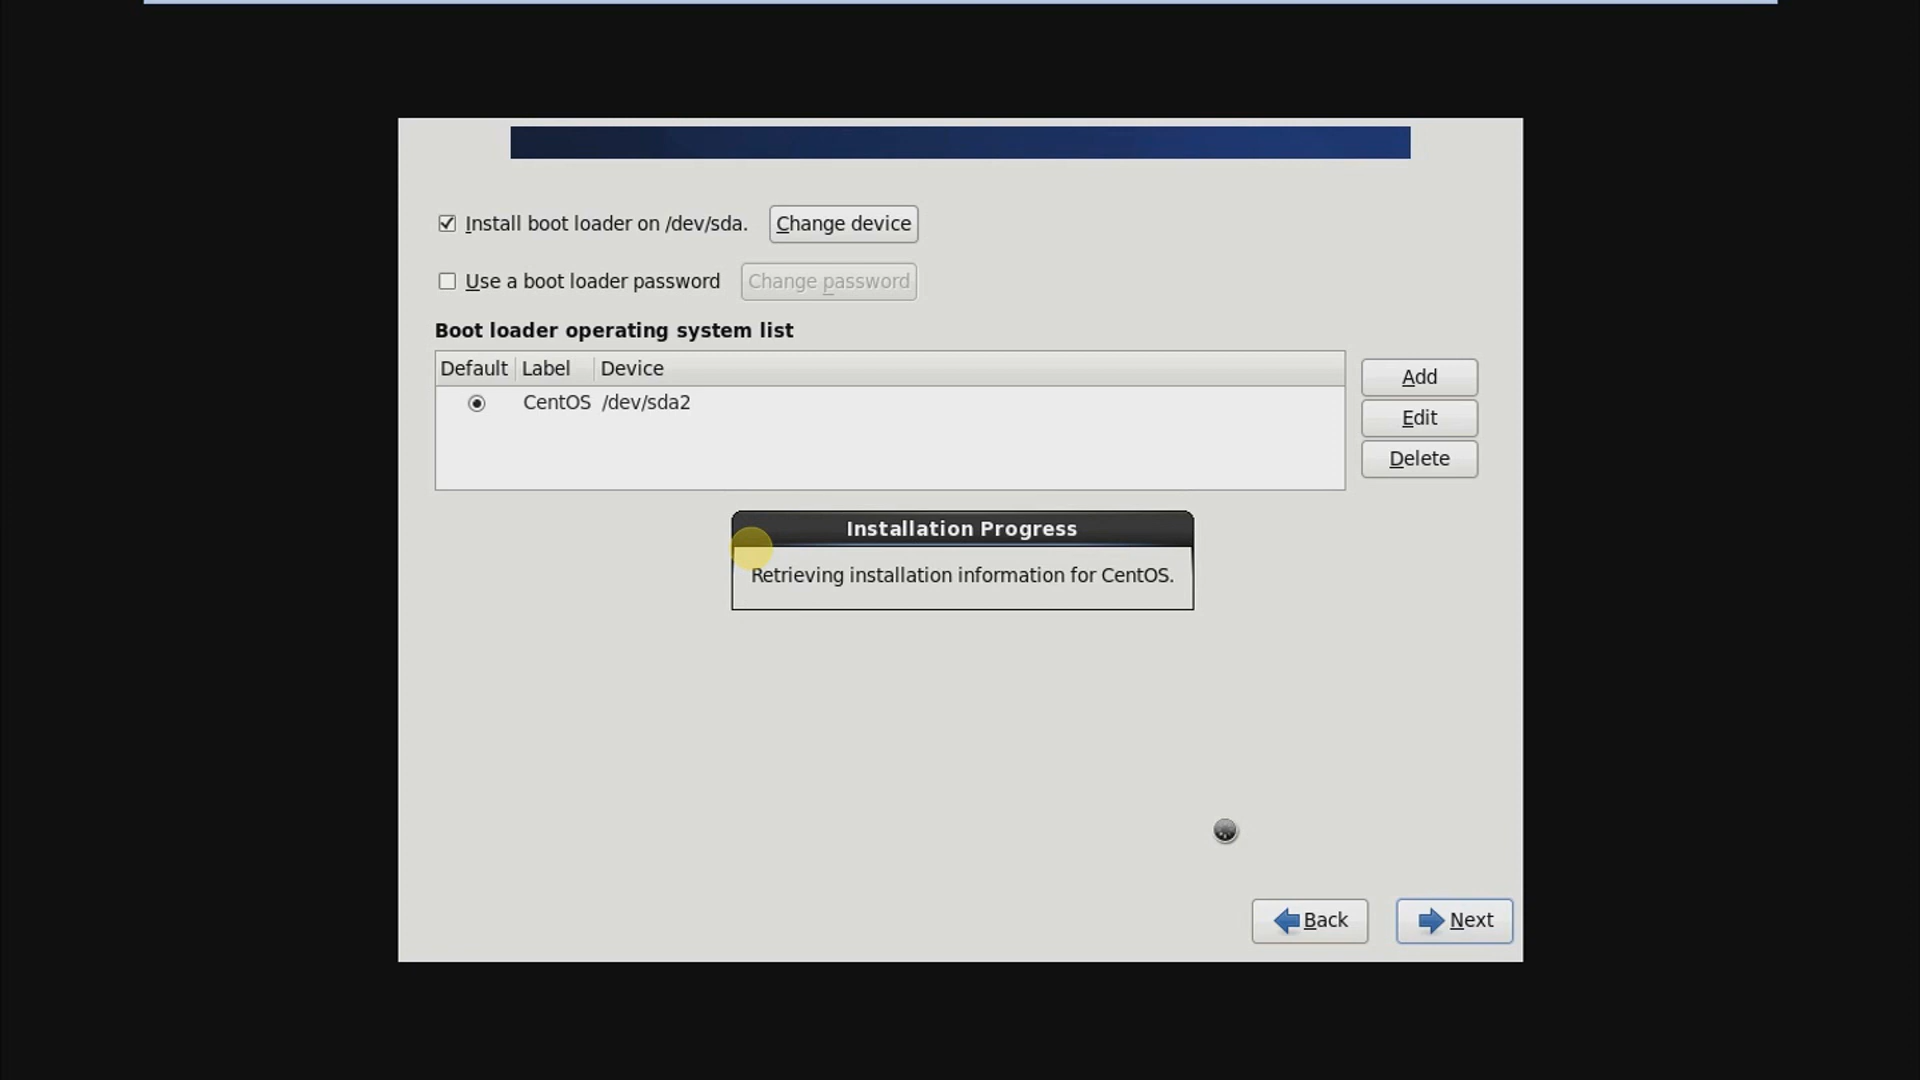 Install boot loader on /dev/sda. Change device
Use a boot loader password Change password
Boot loader operating system list
Default Label Device
CentOS /dev/sda2
Add
Edit
Delete
Installation Progress
Retrieving installation information for CentOS.
Back Next